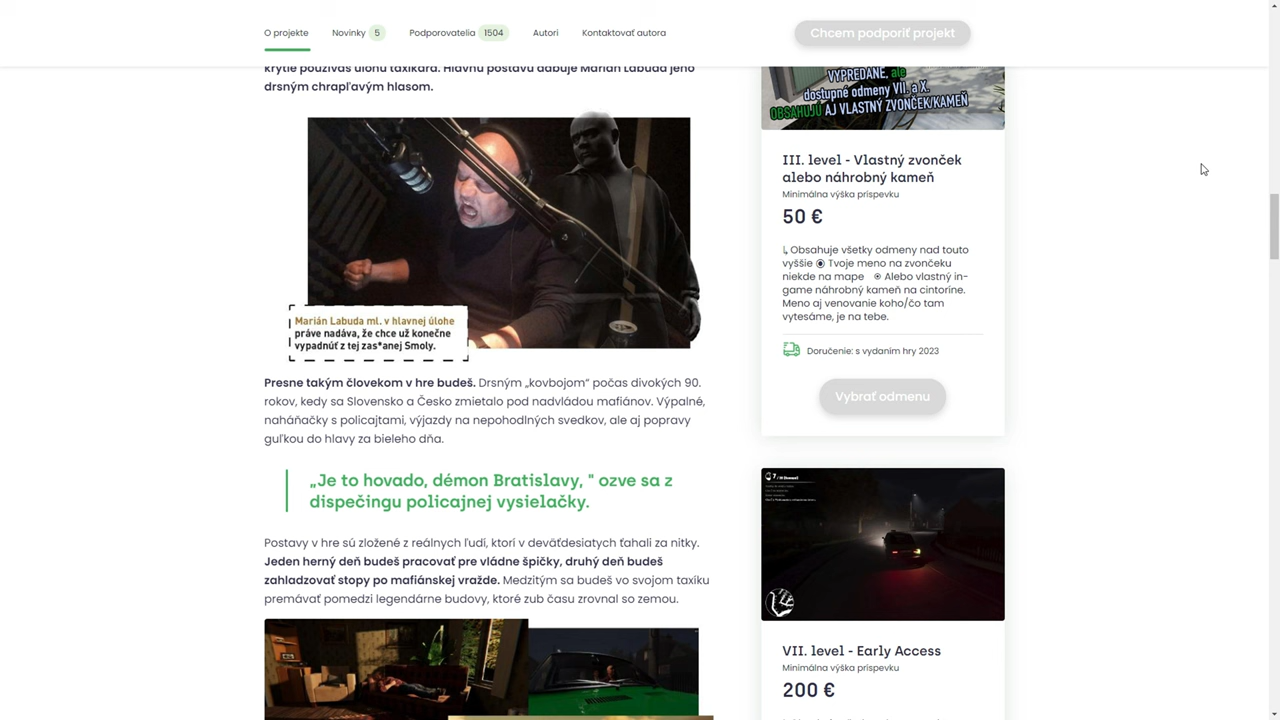 O projekte
Novinky 5
Podporovatelia 1504
Autori
Kontaktovať autora
Chcem podporiť projekt
krytie používaš úlohu taxikára. Hlavnú postavu dabuje Marián Labuda jeho
drsným chrapľavým hlasom.
Marián Labuda ml. v hlavnej úlohe
práve nadáva, že chce už konečne
vypadnúť z tej zas*anej Smoly.
Presne takým človekom v hre budeš. Drsným „kovbojom“ počas divokých 90.
rokov, kedy sa Slovensko a Česko zmietalo pod nadvládou mafiánov. Výpalné,
naháňačky s policajtami, výjazdy na nepohodlných svedkov, ale aj popravy
guľkou do hlavy za bieleho dňa.
„Je to hovado, démon Bratislavy, " ozve sa z
dispečingu policajnej vysielačky.
Postavy v hre sú zložené z reálnych ľudí, ktorí v deväťdesiatych ťahali za nitky.
Jeden herný deň budeš pracovať pre vládne špičky, druhý deň budeš
zahladzovať stopy po mafiánskej vražde. Medzitým sa budeš vo svojom taxíku
premávať pomedzi legendárne budovy, ktoré zub času zrovnal so zemou.
VYPREDANÉ, ale
dostupné odmeny VII. a X.
OBSAHUJÚ AJ VLASTNÝ ZVONČEK/KAMEŇ
III. level - Vlastný zvonček
alebo náhrobný kameň
Minimálna výška príspevku
50 €
Obsahuje všetky odmeny nad touto
vyššie ◉ Tvoje meno na zvončeku
niekde na mape ⦿ Alebo vlastný in-
game náhrobný kameň na cintoríne.
Meno aj venovanie koho/čo tam
vytesáme, je na tebe.
Doručenie: s vydaním hry 2023
Vybrať odmenu
VII. level - Early Access
Minimálna výška príspevku
200 €